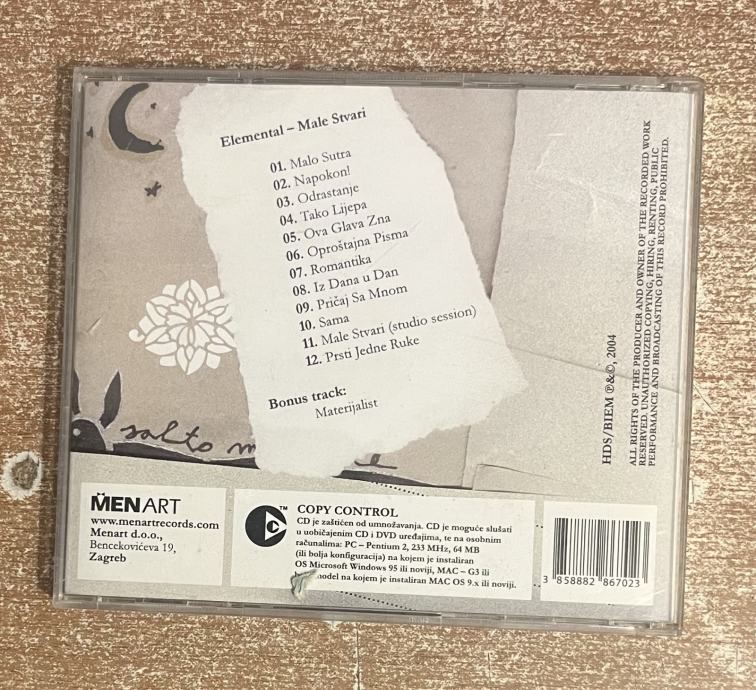 Elemental – Male Stvari
01. Malo Sutra
02. Napokon!
03. Odrastanje
04. Tako Lijepa
05. Ova Glava Zna
06. Oproštajna Pisma
07. Romantika
08. Iz Dana u Dan
09. Pričaj Sa Mnom
10. Sama
11. Male Stvari (studio session)
12. Prsti Jedne Ruke
Bonus track:
Materijalist
salto m
HDS/BIEM ℗&©, 2004
ALL RIGHTS OF THE PRODUCER AND OWNER OF THE RECORDED WORK
RESERVED. UNAUTHORIZED COPYING, HIRING, RENTING, PUBLIC
PERFORMANCE AND BROADCASTING OF THIS RECORD PROHIBITED.
MENART
www.menartrecords.com
Menart d.o.o.,
Bencekovićeva 19,
Zagreb
TM
COPY CONTROL
CD je zaštićen od umnožavanja. CD je moguće slušati
u uobičajenim CD i DVD uređajima, te na osobnim
računalima: PC – Pentium 2, 233 MHz, 64 MB
(ili bolja konfiguracija) na kojem je instaliran
OS Microsoft Windows 95 ili noviji, MAC – G3 ili
model na kojem je instaliran MAC OS 9.x ili noviji.
3 858882 867023